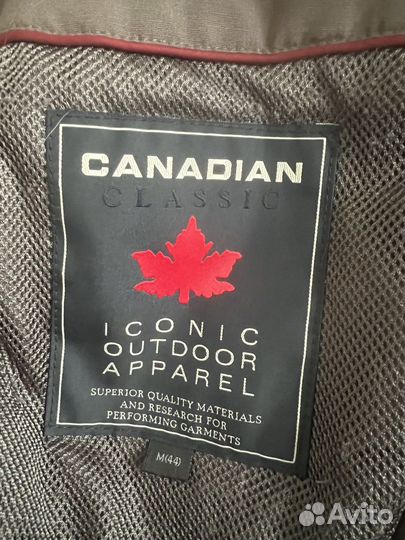 CANADIAN
CLASSIC
ICONIC
OUTDOOR
APPAREL
SUPERIOR QUALITY MATERIALS
AND RESEARCH FOR
PERFORMING GARMENTS
M(44)
Avito